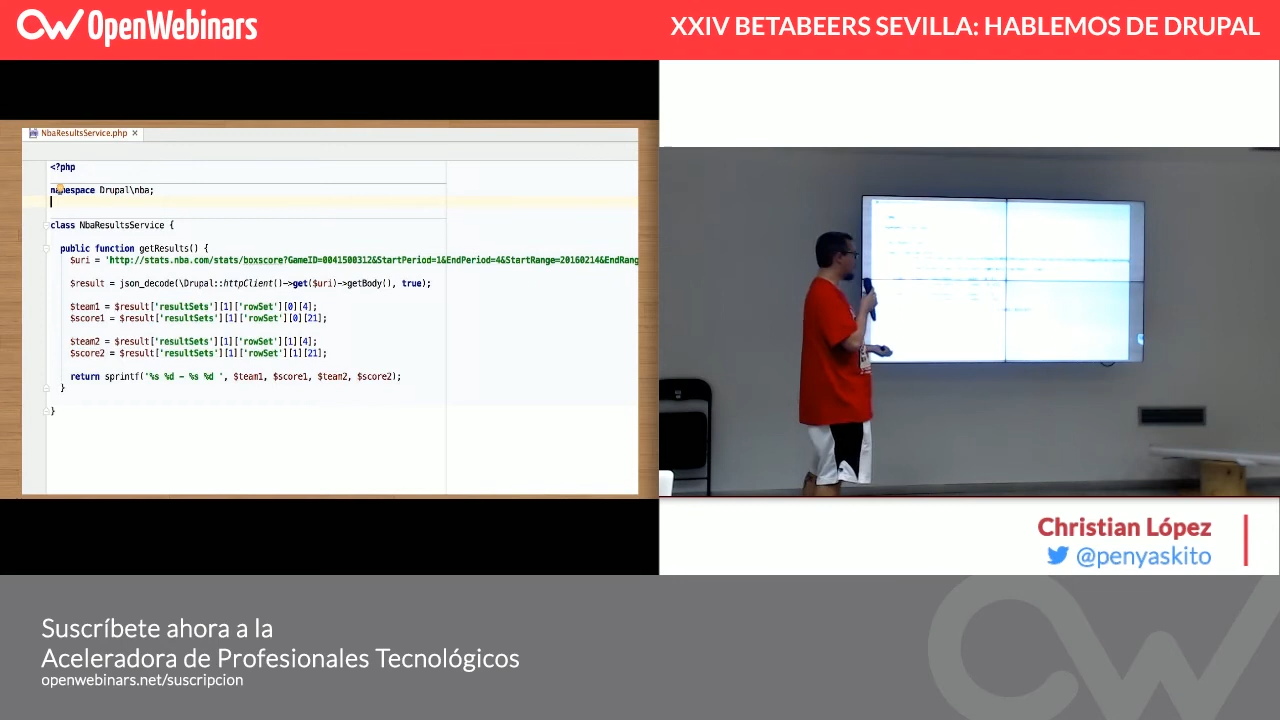 OpenWebinars
XXIV BETABEERS SEVILLA: HABLEMOS DE DRUPAL
NbaResultsService.php
<?php
namespace Drupal\nba;
class NbaResultsService {
public function getResults() {
$uri = 'http://stats.nba.com/stats/boxscore?GameID=0041500312&StartPeriod=1&EndPeriod=4&StartRange=20160214&EndRang
$result = json_decode(\Drupal::httpClient()->get($uri)->getBody(), true);
$team1 = $result['resultSets'][1]['rowSet'][0][4];
$score1 = $result['resultSets'][1]['rowSet'][0][21];
$team2 = $result['resultSets'][1]['rowSet'][1][4];
$score2 = $result['resultSets'][1]['rowSet'][1][21];
return sprintf('%s %d - %s %d ', $team1, $score1, $team2, $score2);
}
}
Christian López
@penyaskito
Suscríbete ahora a la
Aceleradora de Profesionales Tecnológicos
openwebinars.net/suscripcion